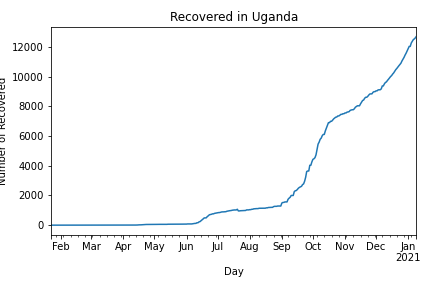 Recovered in Uganda
12000
10000
8000
6000
4000
2000
0
Number of Recovered
Feb Mar Apr May Jun Jul Aug Sep Oct Nov Dec Jan
2021
Day